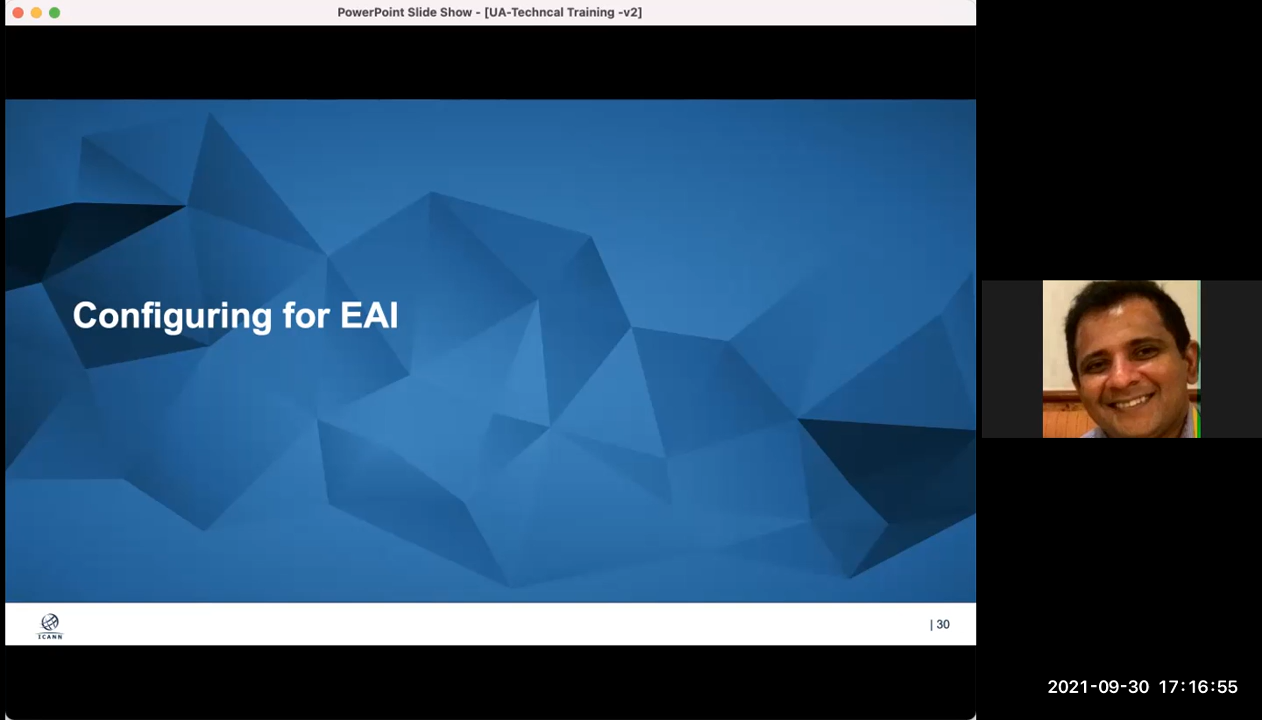 PowerPoint Slide Show - [UA-Techncal Training -v2]
Configuring for EAI
ICANN
| 30
2021-09-30 17:16:55